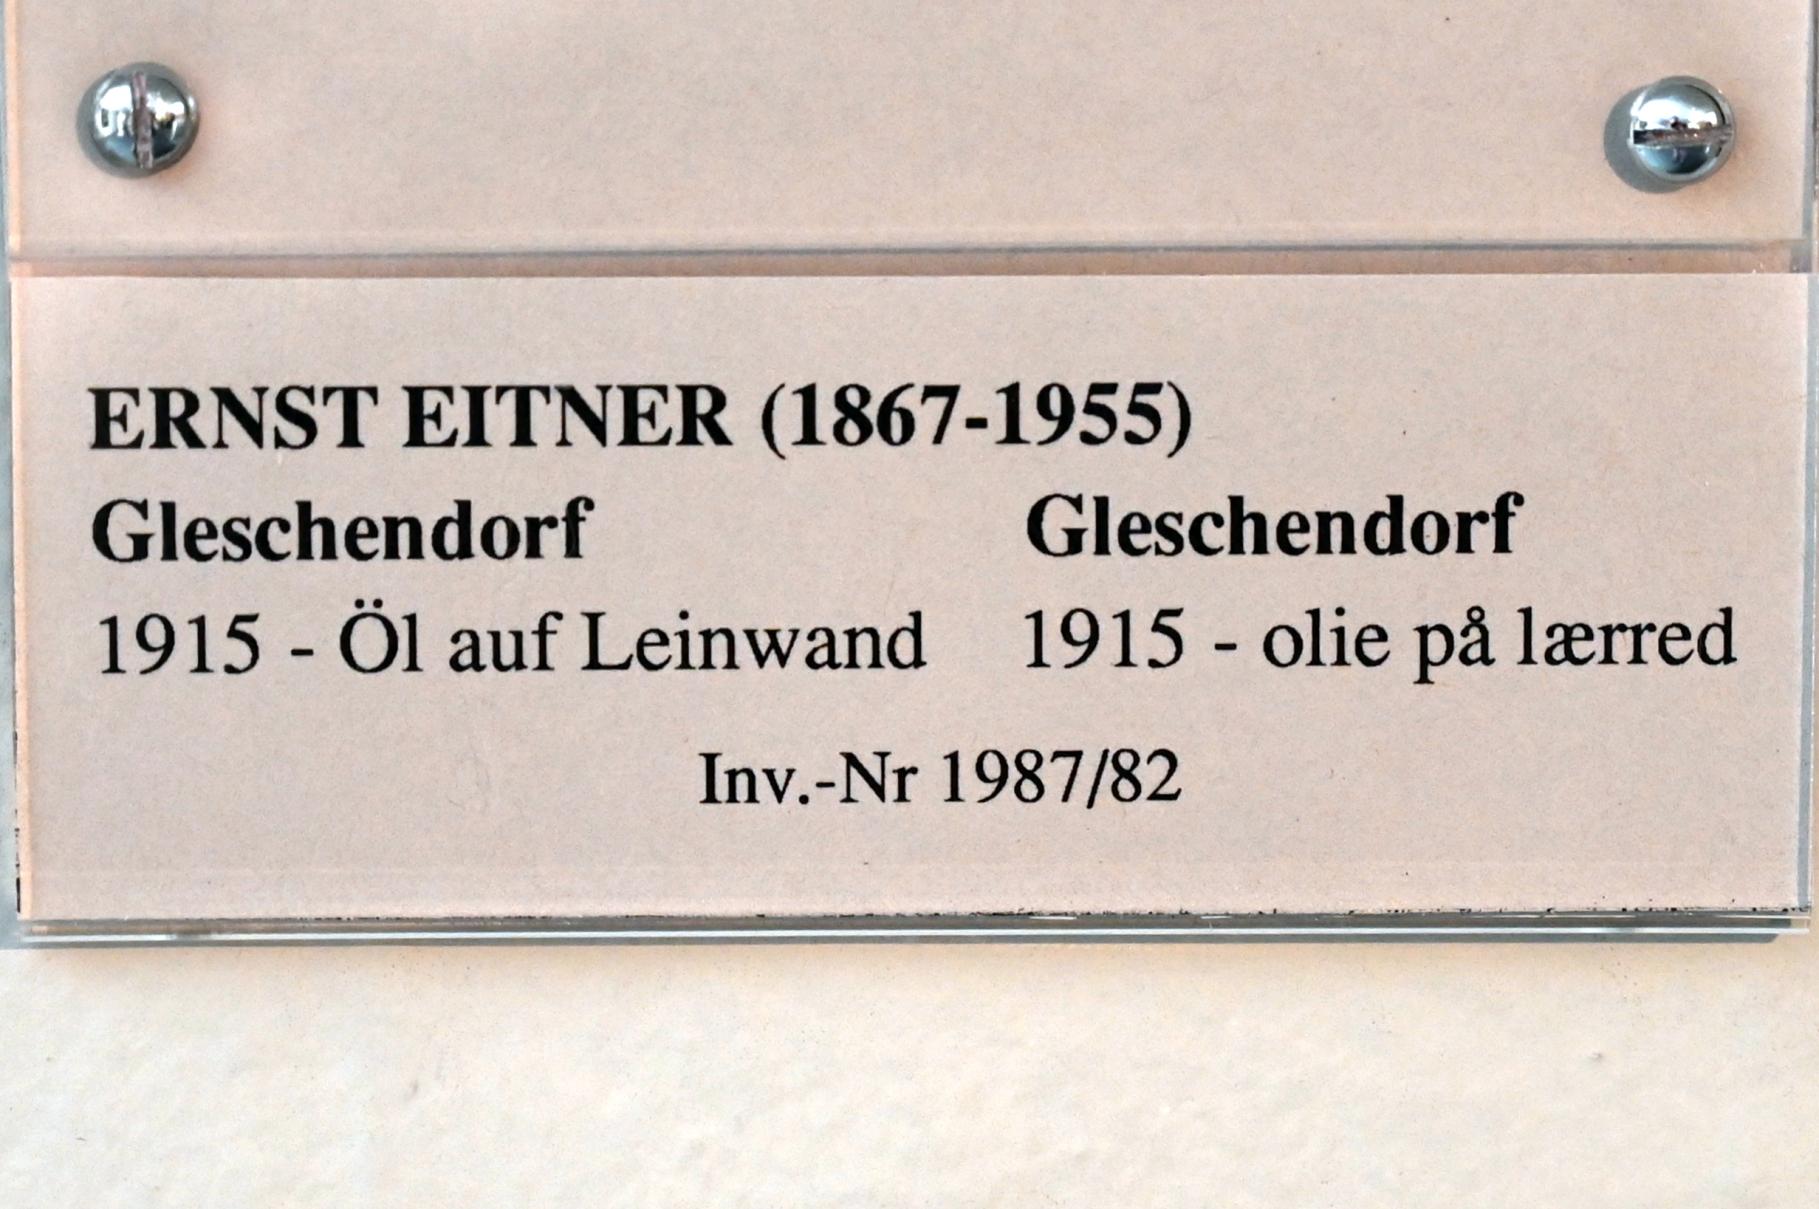 ERNST EITNER (1867-1955)
Gleschendorf
1915 - Öl auf Leinwand
Gleschendorf
1915 - olie på lærred
Inv.-Nr 1987/82